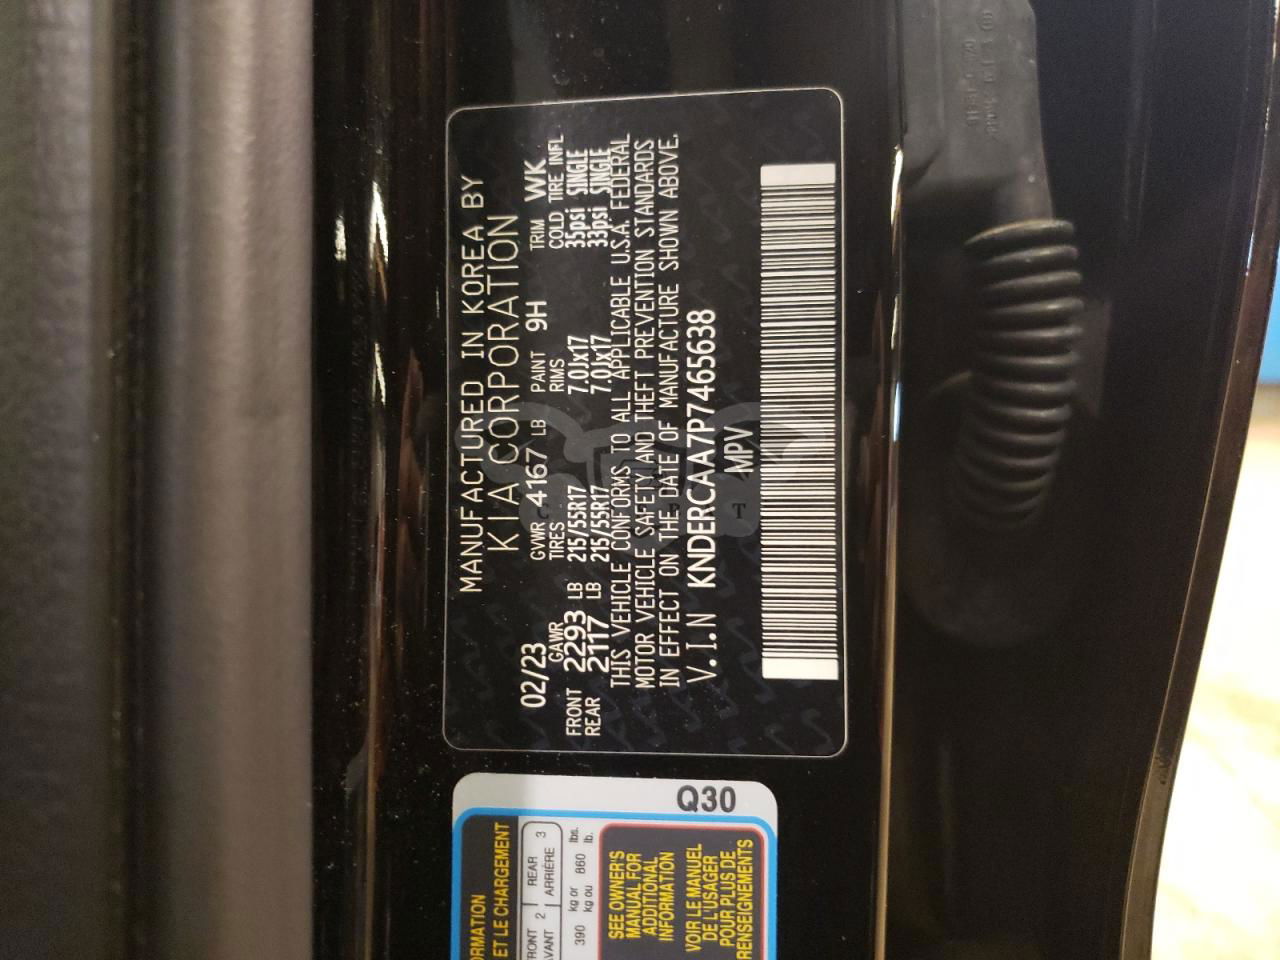 MANUFACTURED IN KOREA BY
KIA CORPORATION
02/23 GVWR 4167 LB PAINT 9H TRIM WK
GAWR TIRES RIMS COLD TIRE INFL
FRONT 2293 LB 215/55R17 7.0Jx17 35psi SINGLE
REAR 2117 LB 215/55R17 7.0Jx17 33psi SINGLE
THIS VEHICLE CONFORMS TO ALL APPLICABLE U.S.A. FEDERAL
MOTOR VEHICLE SAFETY AND THEFT PREVENTION STANDARDS
IN EFFECT ON THE DATE OF MANUFACTURE SHOWN ABOVE.
V.I.N KNDERCAA7P7465638
MPV
Q30
ET LE CHARGEMENT
2 REAR 3
ARRIÈRE
390 kg or 860 lbs.
kg ou lb.
SEE OWNER'S
MANUAL FOR
ADDITIONAL
INFORMATION
VOIR LE MANUEL
DE L'USAGER
POUR PLUS DE
RENSEIGNEMENTS